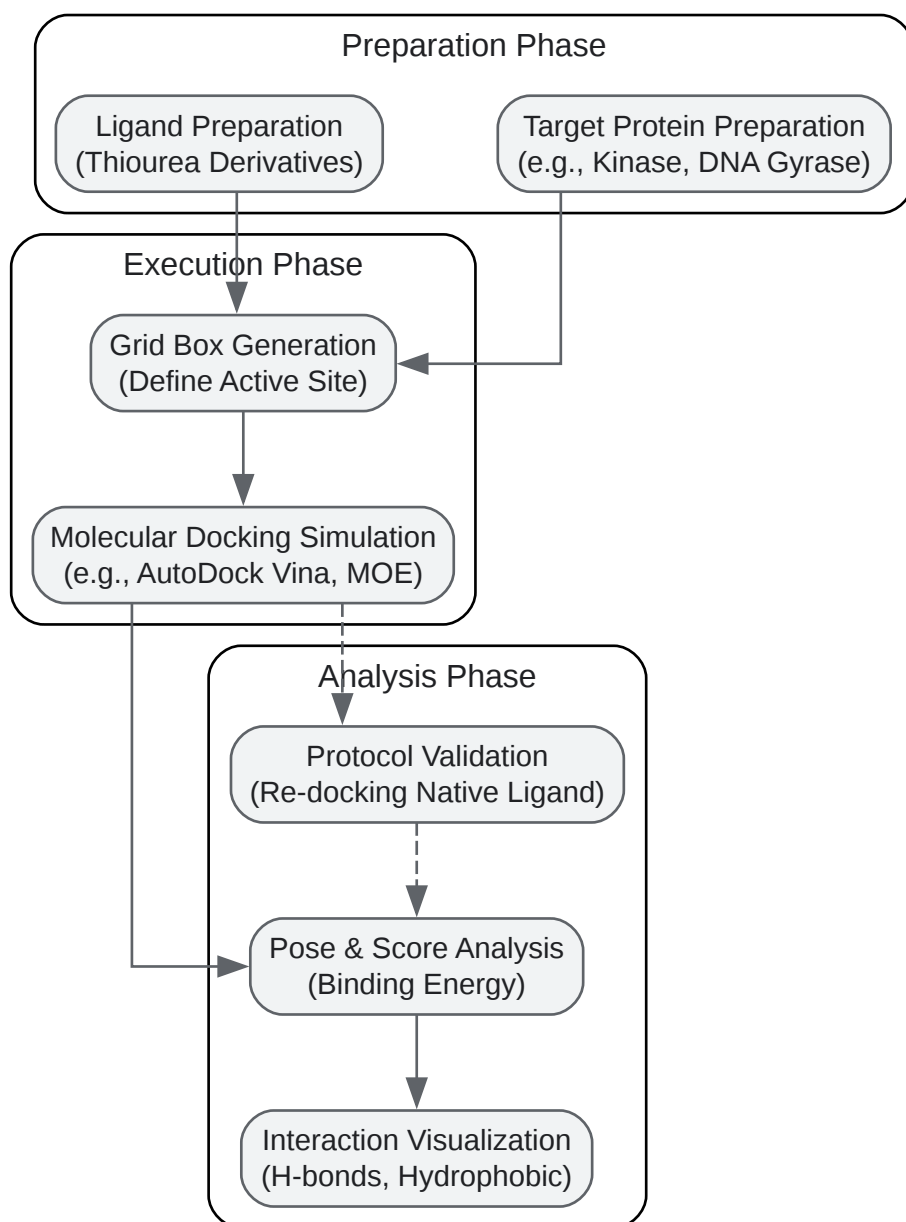 Preparation Phase
Ligand Preparation
(Thiourea Derivatives)
Target Protein Preparation
(e.g., Kinase, DNA Gyrase)
Execution Phase
Grid Box Generation
(Define Active Site)
Molecular Docking Simulation
(e.g., AutoDock Vina, MOE)
Analysis Phase
Protocol Validation
(Re-docking Native Ligand)
Pose & Score Analysis
(Binding Energy)
Interaction Visualization
(H-bonds, Hydrophobic)